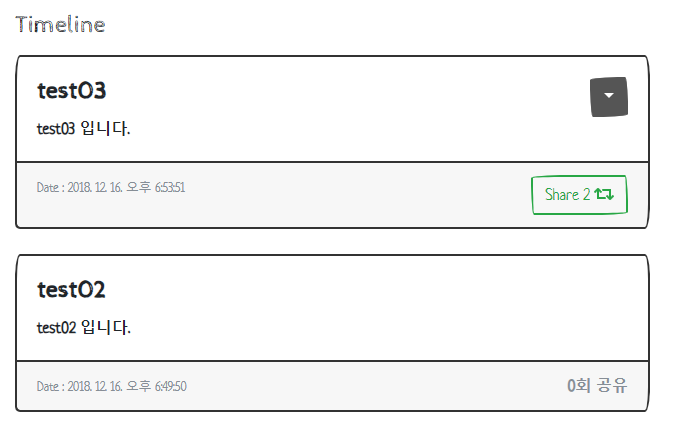 Timeline
test03
test03 입니다.
Date : 2018. 12. 16. 오후 6:53:51
Share 2
test02
test02 입니다.
Date : 2018. 12. 16. 오후 6:49:50
0회 공유